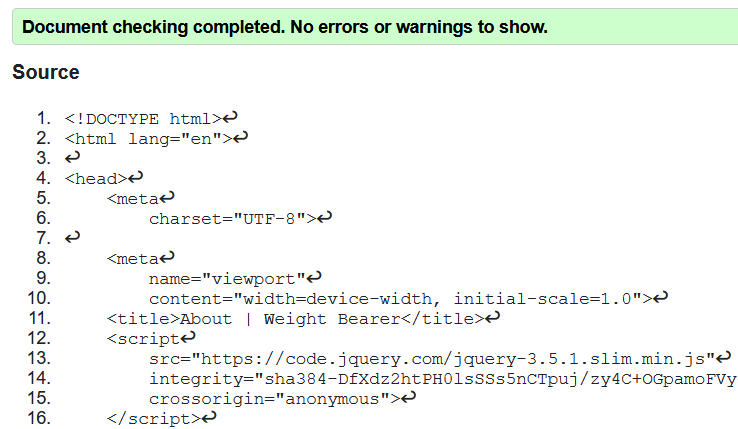 Document checking completed. No errors or warnings to show.
Source
1. <!DOCTYPE html>↩
2. <html lang="en">↩
3. ↩
4. <head>↩
5.     <meta↩
6.         charset="UTF-8">↩
7. ↩
8.     <meta↩
9.         name="viewport"↩
10.         content="width=device-width, initial-scale=1.0">↩
11.     <title>About | Weight Bearer</title>↩
12.     <script↩
13.         src="https://code.jquery.com/jquery-3.5.1.slim.min.js"↩
14.         integrity="sha384-DfXdz2htPH0lsSSs5nCTpuj/zy4C+OGpamoFVy
15.         crossorigin="anonymous">↩
16.     </script>↩